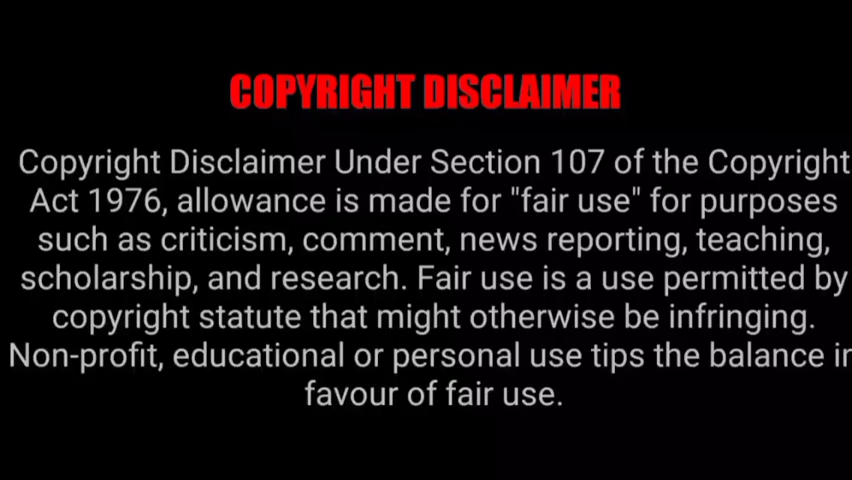 COPYRIGHT DISCLAIMER
Copyright Disclaimer Under Section 107 of the Copyright
Act 1976, allowance is made for "fair use" for purposes
such as criticism, comment, news reporting, teaching,
scholarship, and research. Fair use is a use permitted by
copyright statute that might otherwise be infringing.
Non-profit, educational or personal use tips the balance in
favour of fair use.